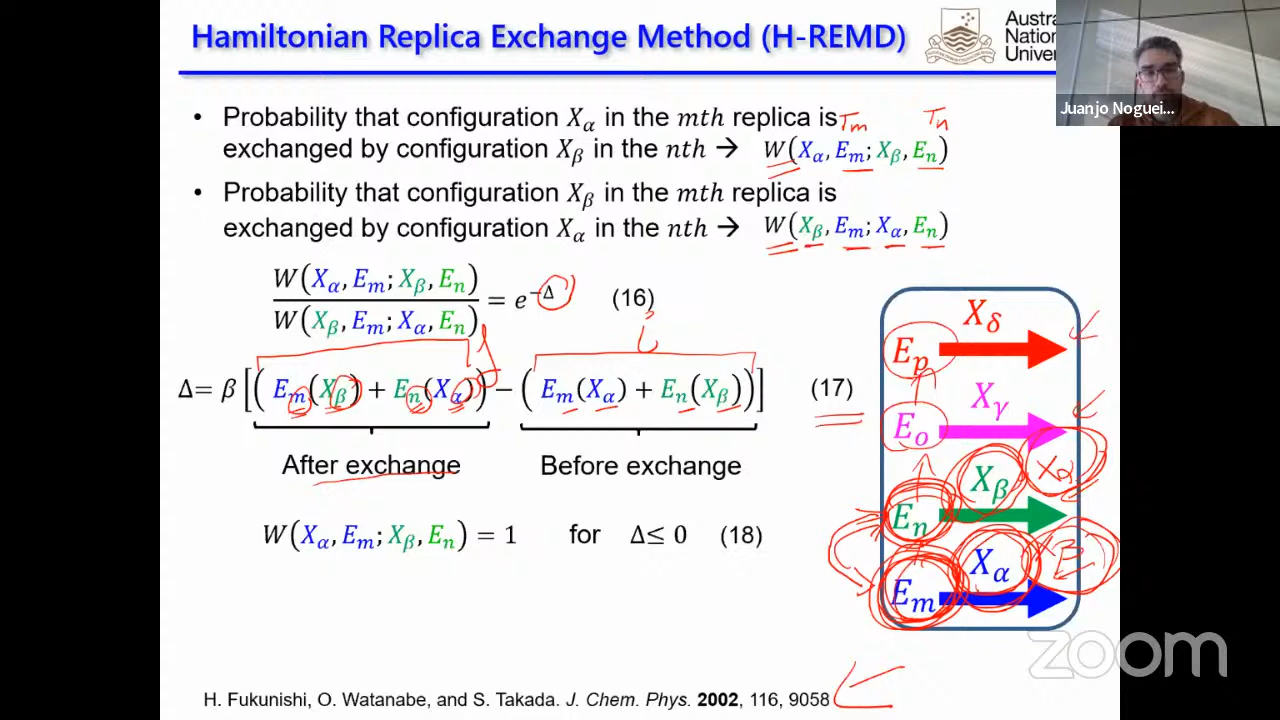 Hamiltonian Replica Exchange Method (H-REMD)
Austra
Nation
Univer
Juanjo Noguei...
• Probability that configuration Xα in the mth replica is
Tm Tn
exchanged by configuration Xβ in the nth → W(Xα, Em; Xβ, En)
• Probability that configuration Xβ in the mth replica is
exchanged by configuration Xα in the nth → W(Xβ, Em; Xα, En)
W(Xα, Em; Xβ, En)
W(Xβ, Em; Xα, En)
= e^−Δ (16)
f i
Δ= β [( Em(Xβ) + En(Xα)) − ( Em(Xα) + En(Xβ))] (17)
After exchange Before exchange
W(Xα, Em; Xβ, En) = 1 for Δ≤ 0 (18)
Ep Xδ
Eo Xγ
En Xβ Xα
Em Xα Xβ
zoom
H. Fukunishi, O. Watanabe, and S. Takada. J. Chem. Phys. 2002, 116, 9058